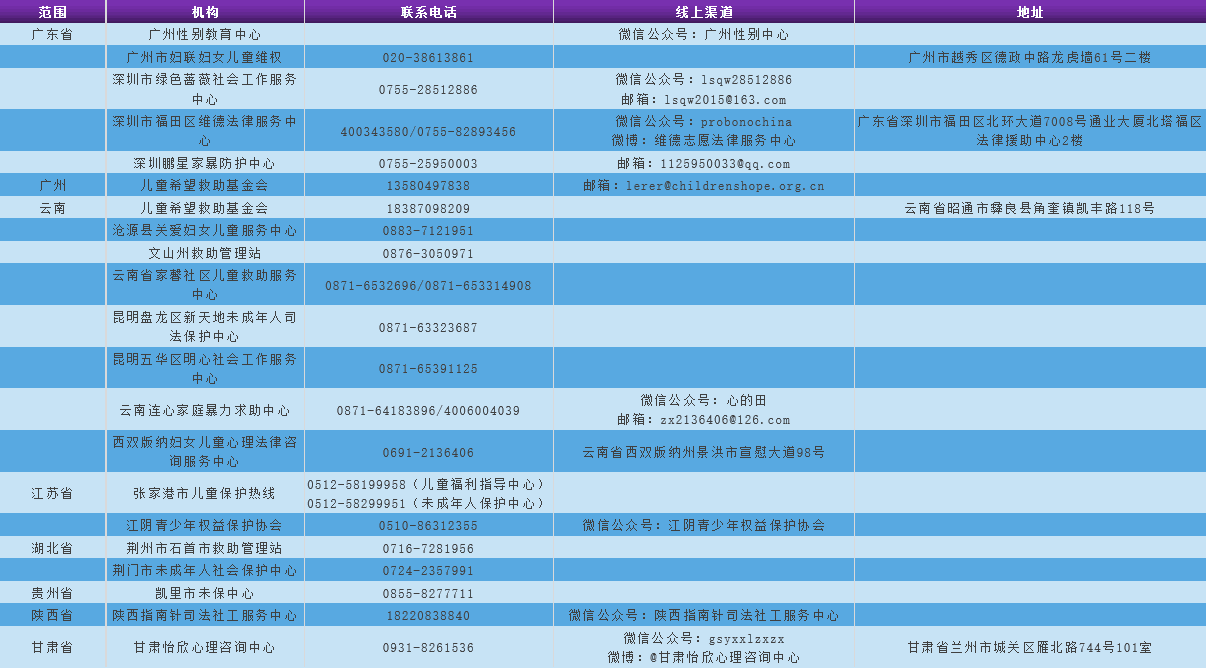 范围 机构 联系电话 线上渠道 地址
广东省 广州性别教育中心 微信公众号：广州性别中心
广州市妇联妇女儿童维权 020-38613861 广州市越秀区德政中路龙虎墙61号二楼
深圳市绿色蔷薇社会工作服务
中心
0755-28512886
微信公众号：lsqw28512886
邮箱：lsqw2015@163.com
深圳市福田区维德法律服务中
心
400343580/0755-82893456
微信公众号：probonochina
微博：维德志愿法律服务中心
广东省深圳市福田区北环大道7008号通业大厦北塔福区
法律援助中心2楼
深圳鹏星家暴防护中心 0755-25950003 邮箱：1125950033@qq.com
广州 儿童希望救助基金会 13580497838 邮箱：lerer@childrenshope.org.cn
云南 儿童希望救助基金会 18387098209 云南省昭通市彝良县角奎镇凯丰路118号
沧源县关爱妇女儿童服务中心 0883-7121951
文山州救助管理站 0876-3050971
云南省家馨社区儿童救助服务
中心
0871-6532696/0871-653314908
昆明盘龙区新天地未成年人司
法保护中心
0871-63323687
昆明五华区明心社会工作服务
中心
0871-65391125
云南连心家庭暴力求助中心 0871-64183896/4006004039
微信公众号：心的田
邮箱：zx2136406@126.com
西双版纳妇女儿童心理法律咨
询服务中心
0691-2136406 云南省西双版纳州景洪市宣慰大道98号
江苏省 张家港市儿童保护热线
0512-58199958（儿童福利指导中心）
0512-58299951（未成年人保护中心）
江阴青少年权益保护协会 0510-86312355 微信公众号：江阴青少年权益保护协会
湖北省 荆州市石首市救助管理站 0716-7281956
荆门市未成年人社会保护中心 0724-2357991
贵州省 凯里市未保中心 0855-8277711
陕西省 陕西指南针司法社工服务中心 18220838840 微信公众号：陕西指南针司法社工服务中心
甘肃省 甘肃怡欣心理咨询中心 0931-8261536
微信公众号：gsyxxlzxzx
微博：@甘肃怡欣心理咨询中心
甘肃省兰州市城关区雁北路744号101室